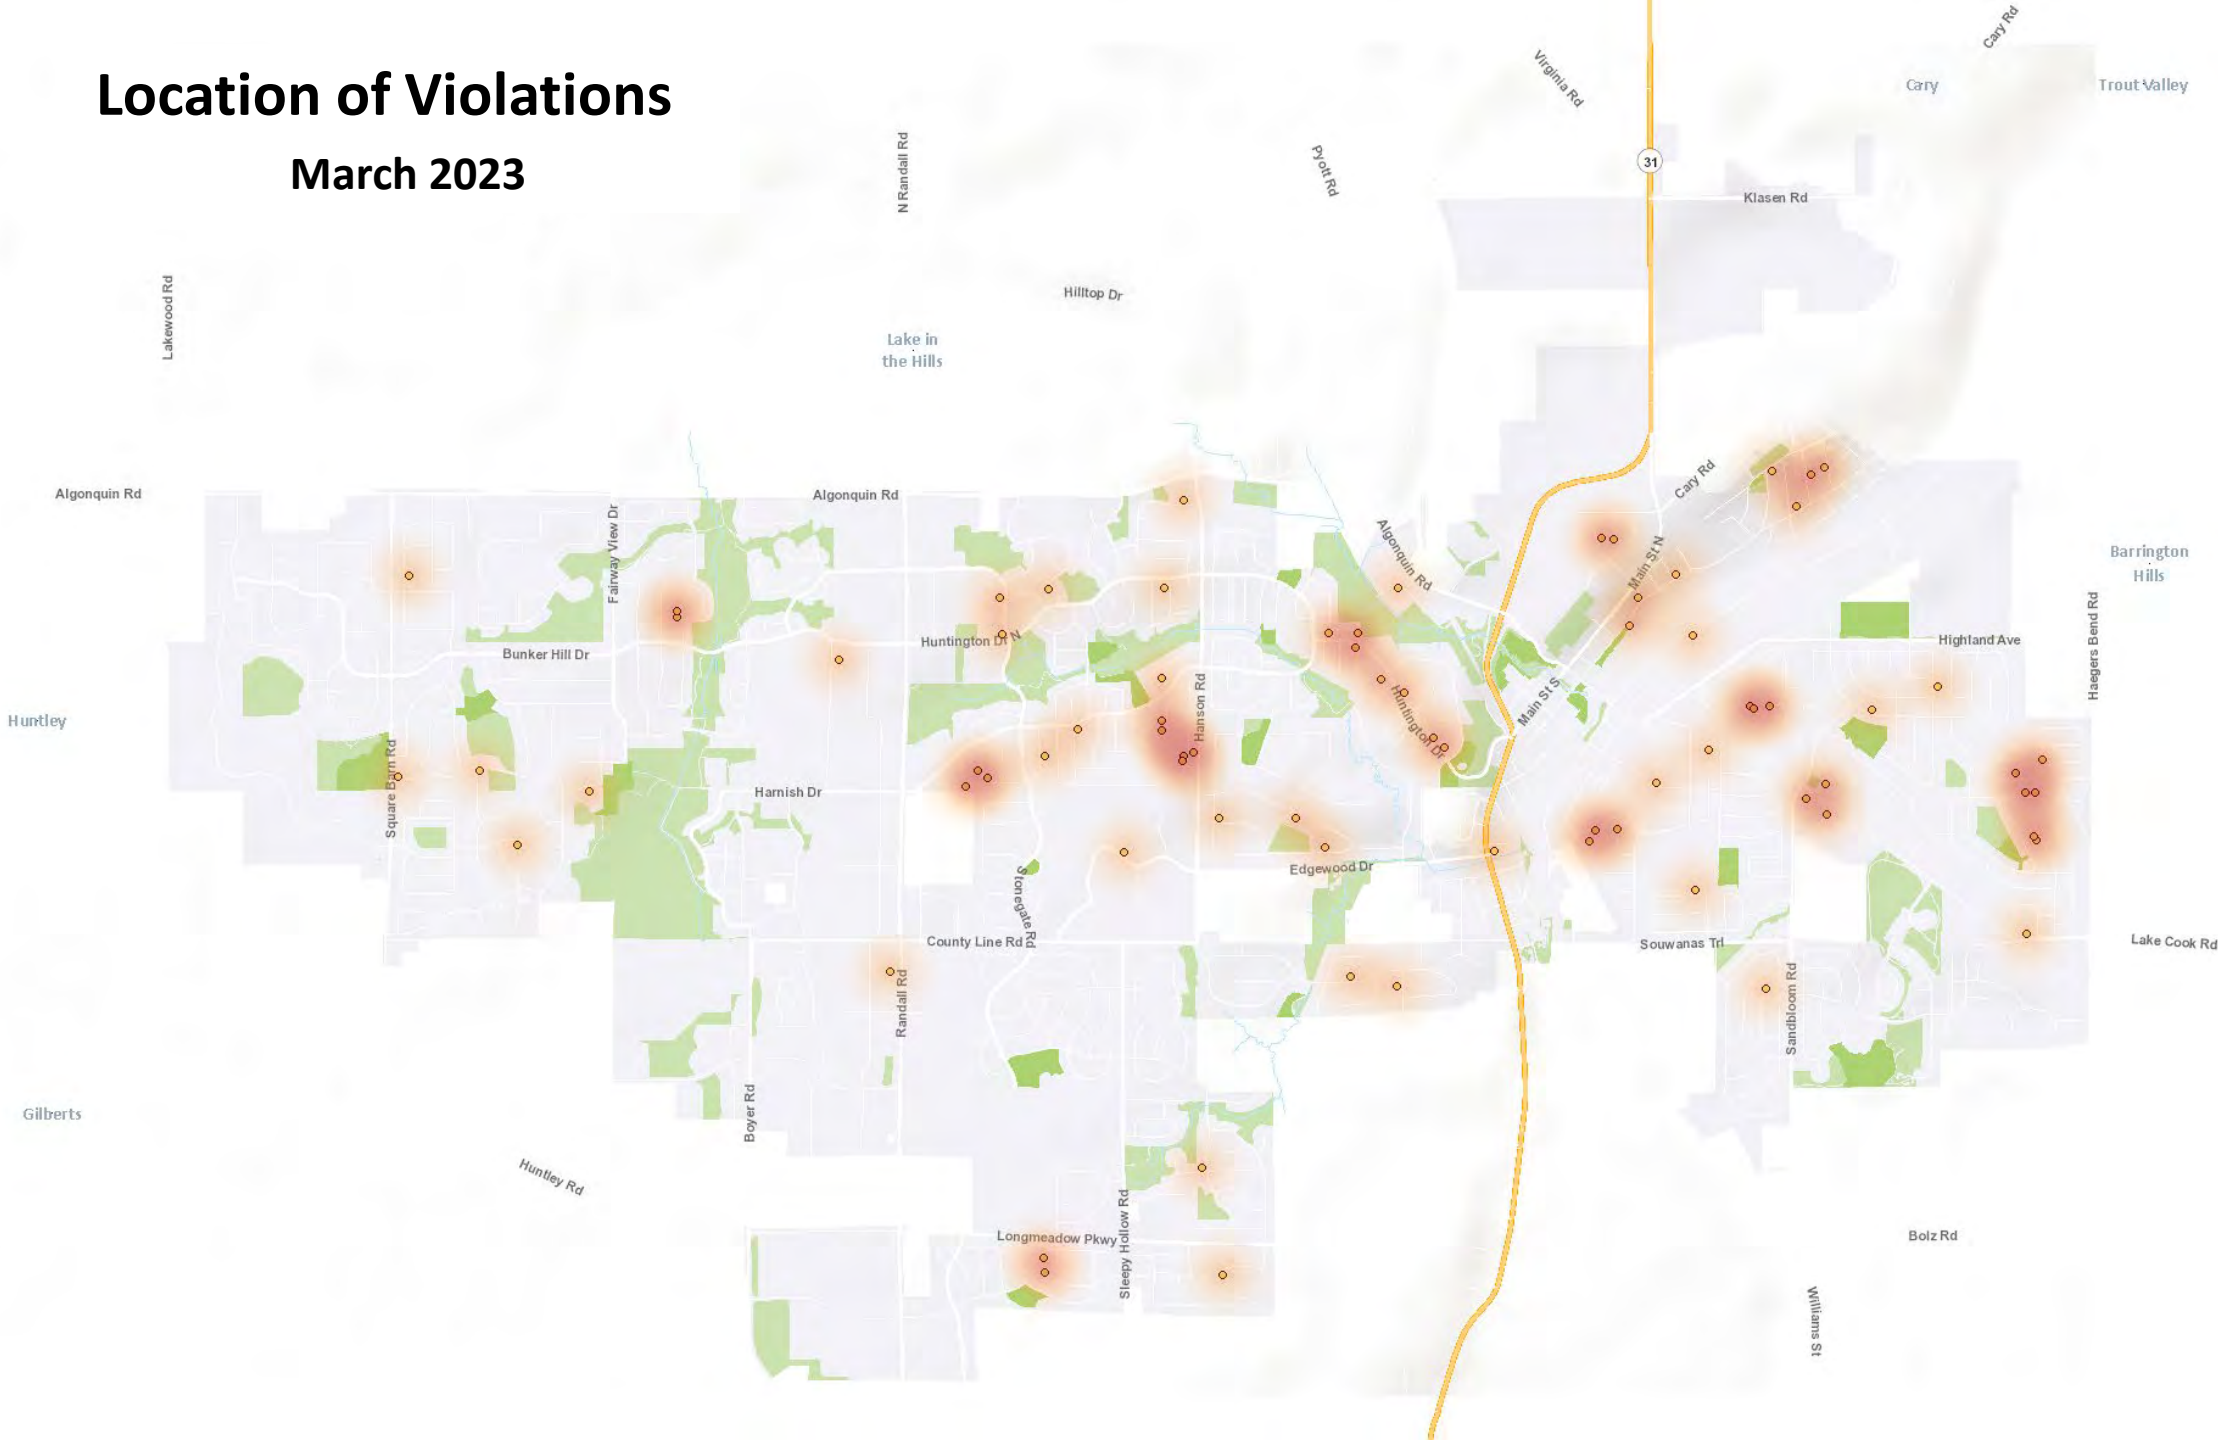 Location of Violations
March 2023
Virginia Rd
Cary Rd
Cary
Trout Valley
N Randall Rd
Pyott Rd
31
Klasen Rd
Lakewood Rd
Hilltop Dr
Lake in
the Hills
Algonquin Rd
Algonquin Rd
Fairway View Dr
Algonquin Rd
Cary Rd
Main St N
Barrington
Hills
Haegers Bend Rd
Highland Ave
Bunker Hill Dr
Huntington Dr N
Huntley
Square Barn Rd
Hanson Rd
Huntington Dr
Main St S
Harnish Dr
Edgewood Dr
Stonegate Rd
County Line Rd
Souwanas Trl
Lake Cook Rd
Randall Rd
Sandbloom Rd
Gilberts
Boyer Rd
Huntley Rd
Sleepy Hollow Rd
Longmeadow Pkwy
Bolz Rd
Williams St